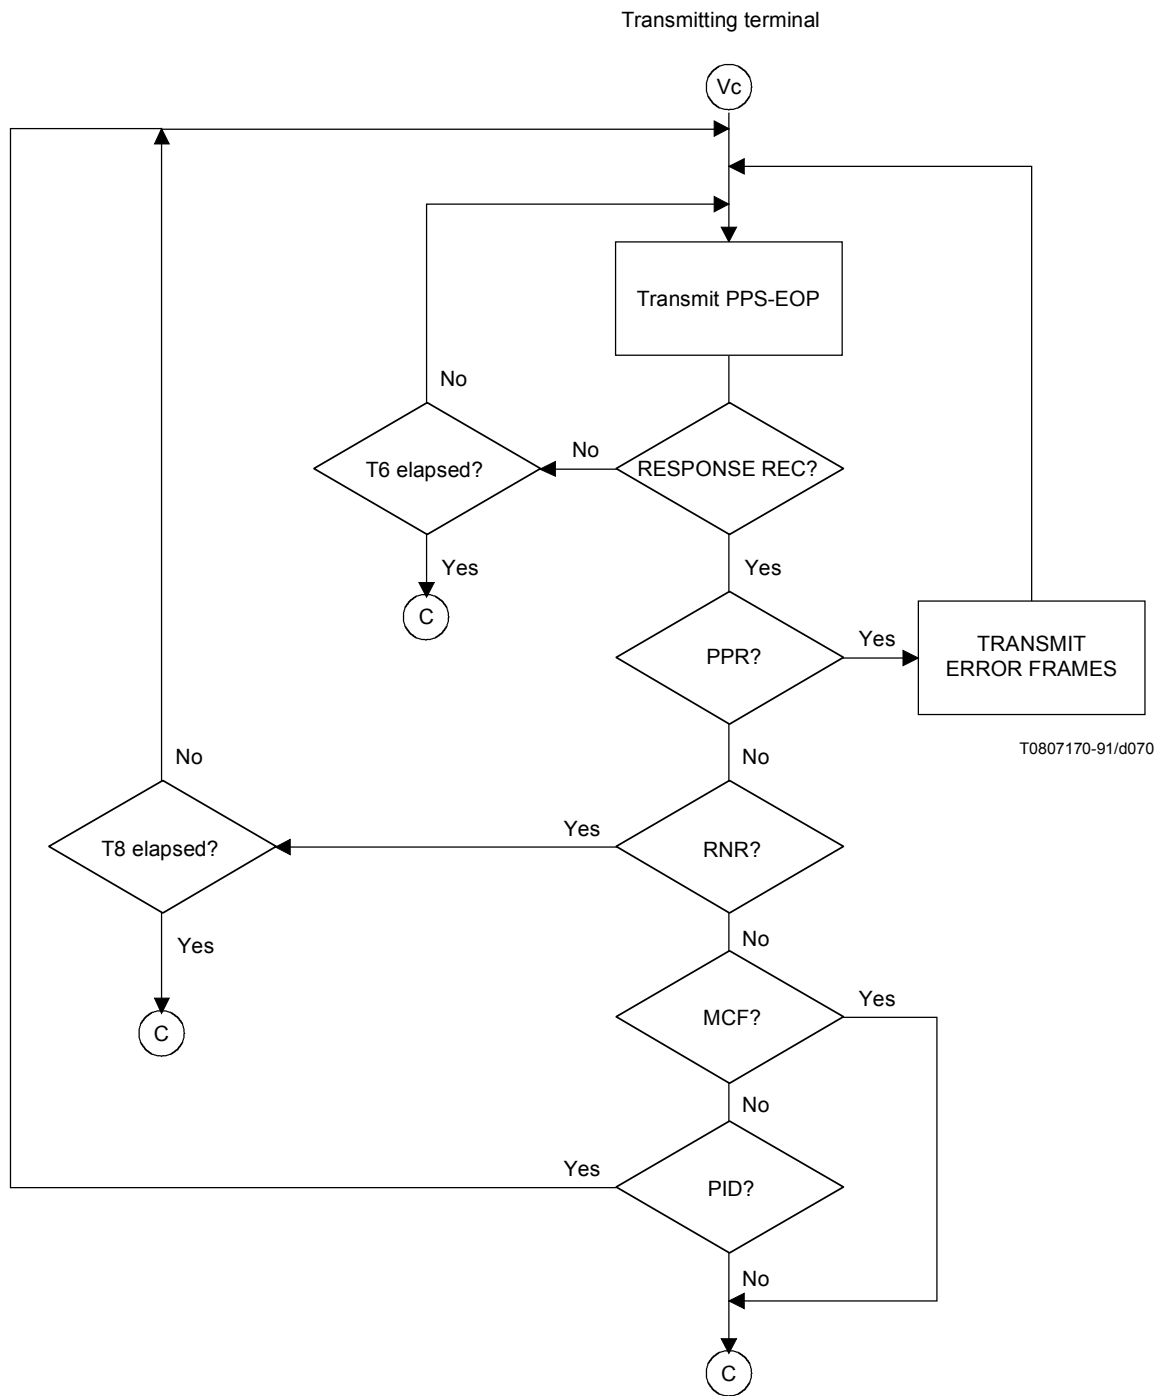 Transmitting terminal
Vc
Transmit PPS-EOP
No
T6 elapsed?
No
RESPONSE REC?
Yes
Yes
C
PPR?
Yes
TRANSMIT
ERROR FRAMES
T0807170-91/d070
No
No
T8 elapsed?
Yes
RNR?
Yes
No
C
MCF?
Yes
No
Yes
PID?
No
C